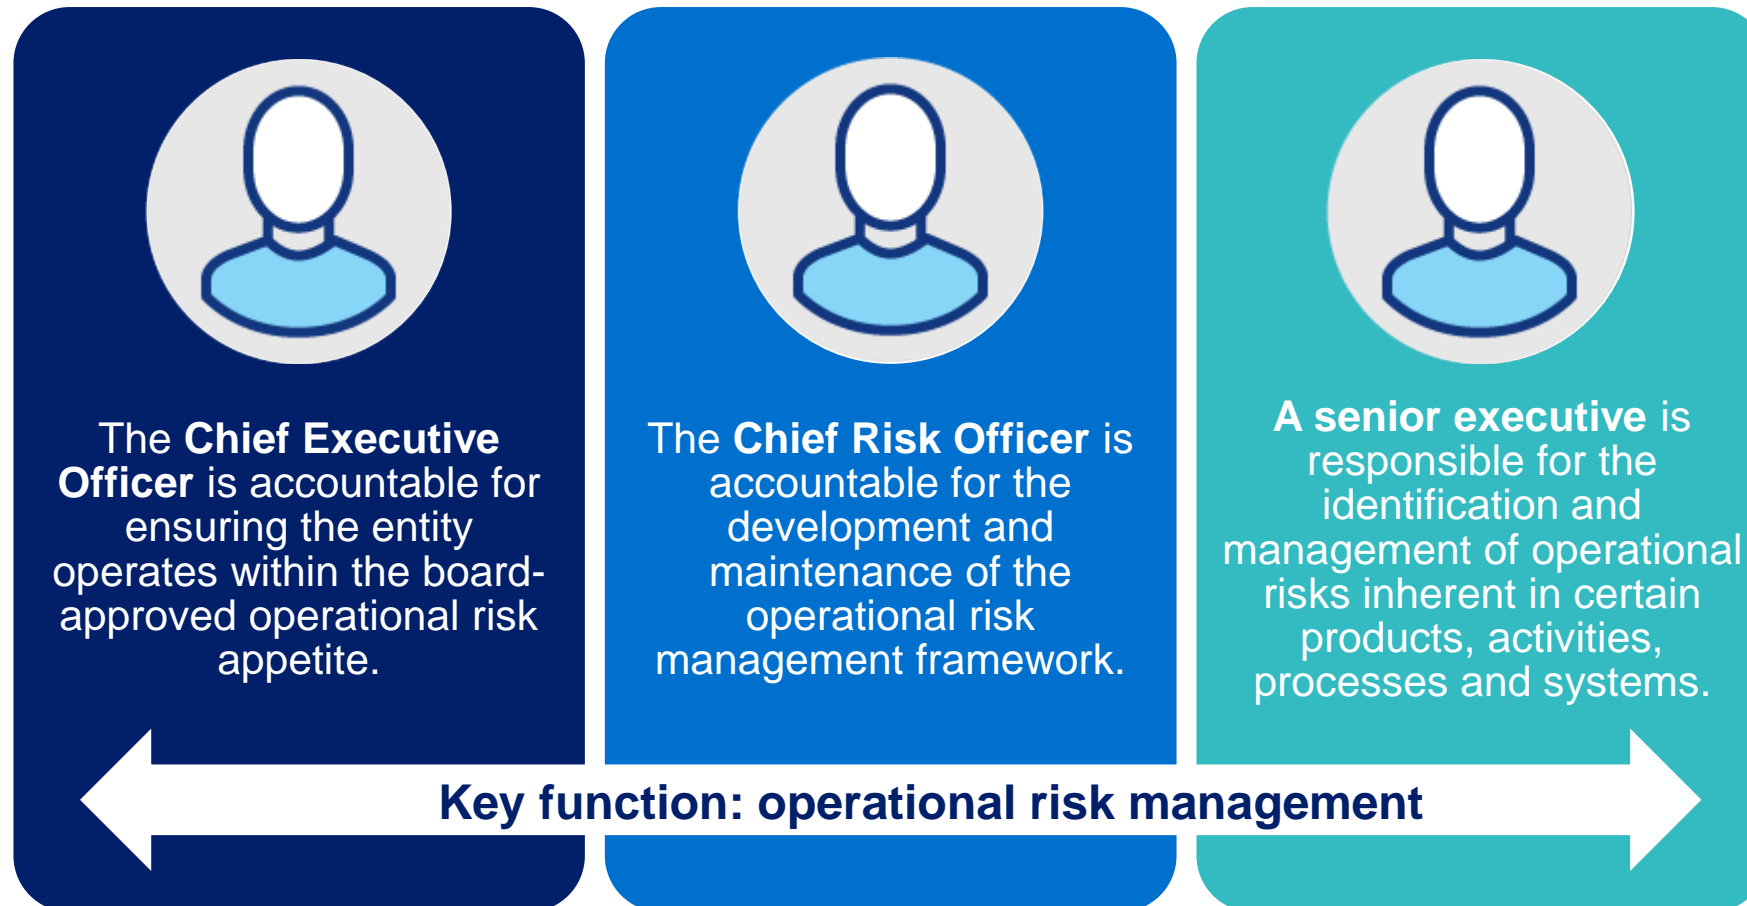 The Chief Executive
Officer is accountable for
ensuring the entity
operates within the board-
approved operational risk
appetite.
The Chief Risk Officer is
accountable for the
development and
maintenance of the
operational risk
management framework.
A senior executive is
responsible for the
identification and
management of operational
risks inherent in certain
products, activities,
processes and systems.
Key function: operational risk management